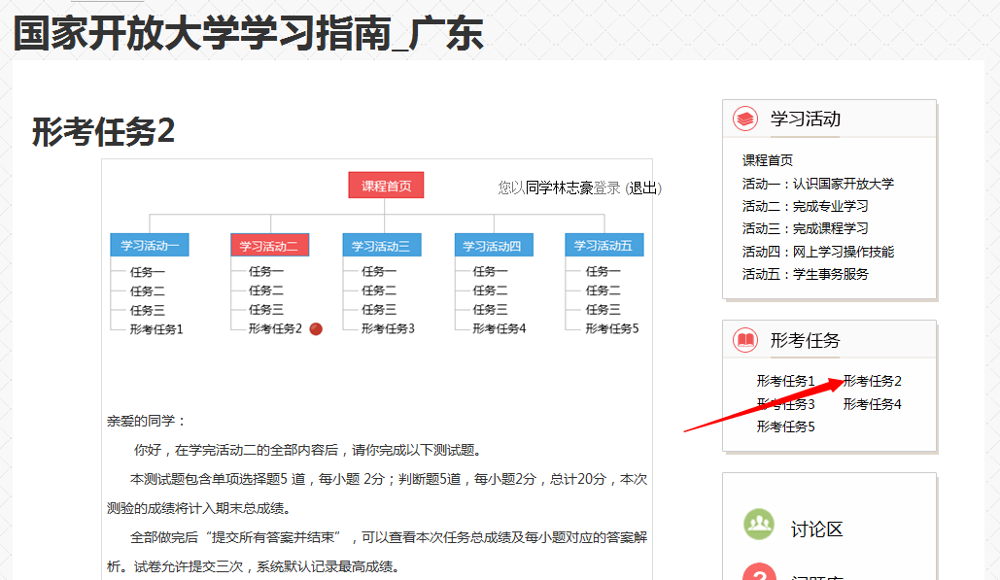 国家开放大学学习指南_广东
形考任务2
课程首页
您以同学林志豪登录 (退出)
学习活动一
任务一
任务二
任务三
形考任务1
学习活动二
任务一
任务二
任务三
形考任务2
学习活动三
任务一
任务二
任务三
形考任务3
学习活动四
任务一
任务二
任务三
形考任务4
学习活动五
任务一
任务二
任务三
形考任务5
亲爱的同学：
你好，在学完活动二的全部内容后，请你完成以下测试题。
本测试题包含单项选择题5 道，每小题 2分；判断题5道，每小题2分，总计20分，本次
测验的成绩将计入期末总成绩。
全部做完后“提交所有答案并结束”，可以查看本次任务总成绩及每小题对应的答案解
析。试卷允许提交三次，系统默认记录最高成绩。
学习活动
课程首页
活动一：认识国家开放大学
活动二：完成专业学习
活动三：完成课程学习
活动四：网上学习操作技能
活动五：学生事务服务
形考任务
形考任务1 形考任务2
形考任务3 形考任务4
形考任务5
讨论区